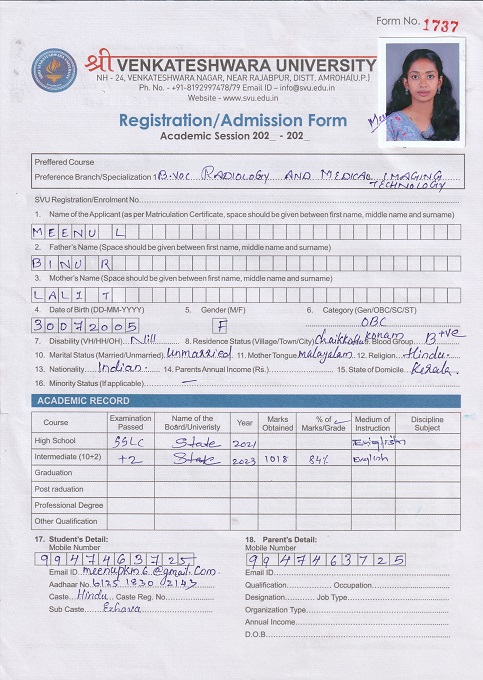 Form No. 1737
श्री VENKATESHWARA UNIVERSITY
NH - 24, VENKATESHWARA NAGAR, NEAR RAJABPUR, DISTT. AMROHA(U.P.)
Ph. No. - +91-8192997478/79 Email ID – info@svu.edu.in
Website - www.svu.edu.in
Registration/Admission Form
Academic Session 202_ - 202_
Preffered Course
Preference Branch/Specialization : B.VOC RADIOLOGY AND MEDICAL IMAGING
TECHNOLOGY
SVU Registration/Enrolment No.
1. Name of the Applicant (as per Matriculation Certificate, space should be given between first name, middle name and surname)
MEENU L
2. Father's Name (Space should be given between first name, middle name and surname)
BINU R
3. Mother's Name (Space should be given between first name, middle name and surname)
LALI T
4. Date of Birth (DD-MM-YYYY) 5. Gender (M/F) 6. Category (Gen/OBC/SC/ST)
30072005 F OBC
7. Disability (VH/HH/OH). Nill 8. Residence Status (Village/Town/City) 9. Blood Group. B+ve
10. Marital Status (Married/Unmarried). Unmarried 11. Mother Tongue malayalam 12. Religion. Hindu.
13. Nationality. Indian. 14. Parents Annual Income (Rs.) 15. State of Domicile. Kerala.
16. Minority Status (If applicable). —
ACADEMIC RECORD
Course Examination Passed Name of the Board/Univeristy Year Marks Obtained % of Marks/Grade Medium of Instruction Discipline Subject
High School SSLC State 2021 English
Intermediate (10+2) +2 State 2023 1018 84% English
Graduation
Post raduation
Professional Degree
Other Qualification
17. Student's Detail: 18. Parent's Detail:
Mobile Number Mobile Number
9947463725 9947463725
Email ID. meenupkm6@gmail.com. Email ID.
Aadhaar No. 6125 1830 2143 Qualification. Occupation.
Caste. Hindu. Caste Reg. No. Designation. Job Type.
Sub Caste. Ezhava Organization Type.
Annual Income.
D.O.B.